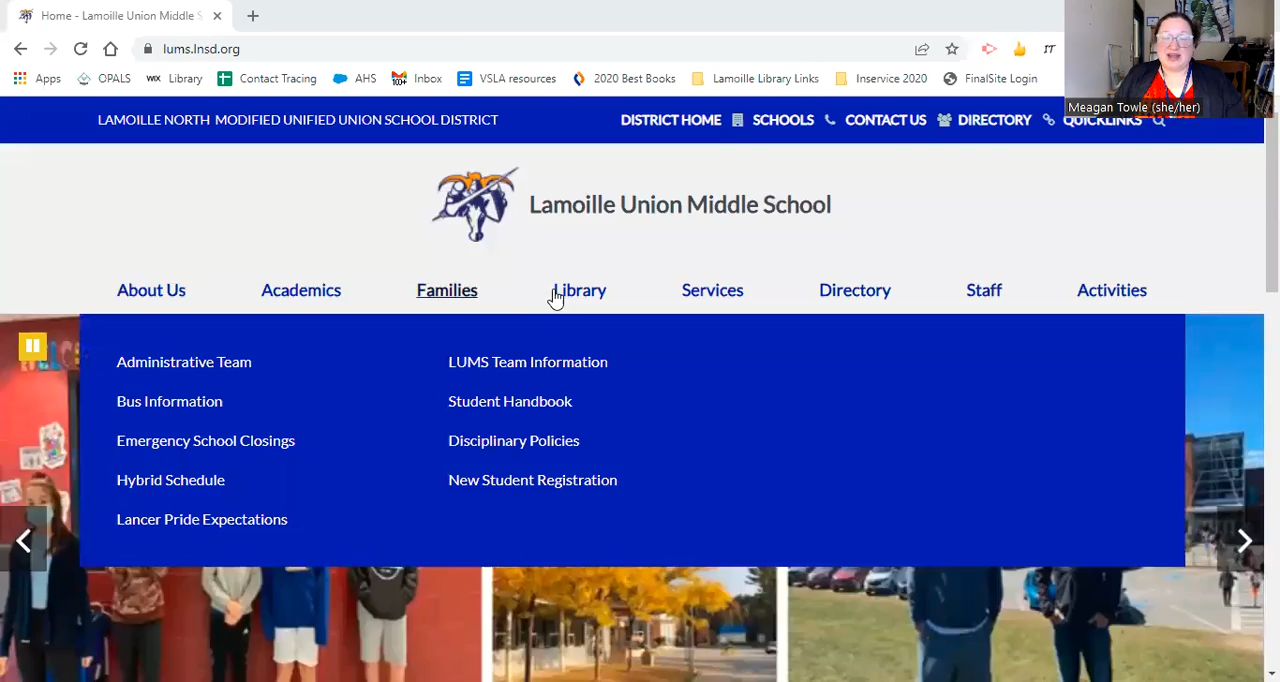 Home - Lamoille Union Middle S
lums.lnsd.org
Apps OPALS WIX Library Contact Tracing AHS 100+ Inbox VSLA resources 2020 Best Books Lamoille Library Links Inservice 2020 FinalSite Login
Meagan Towle (she/her)
LAMOILLE NORTH MODIFIED UNIFIED UNION SCHOOL DISTRICT DISTRICT HOME SCHOOLS CONTACT US DIRECTORY QUICKLINKS
Lamoille Union Middle School
About Us Academics Families Library Services Directory Staff Activities
Administrative Team LUMS Team Information
Bus Information Student Handbook
Emergency School Closings Disciplinary Policies
Hybrid Schedule New Student Registration
Lancer Pride Expectations